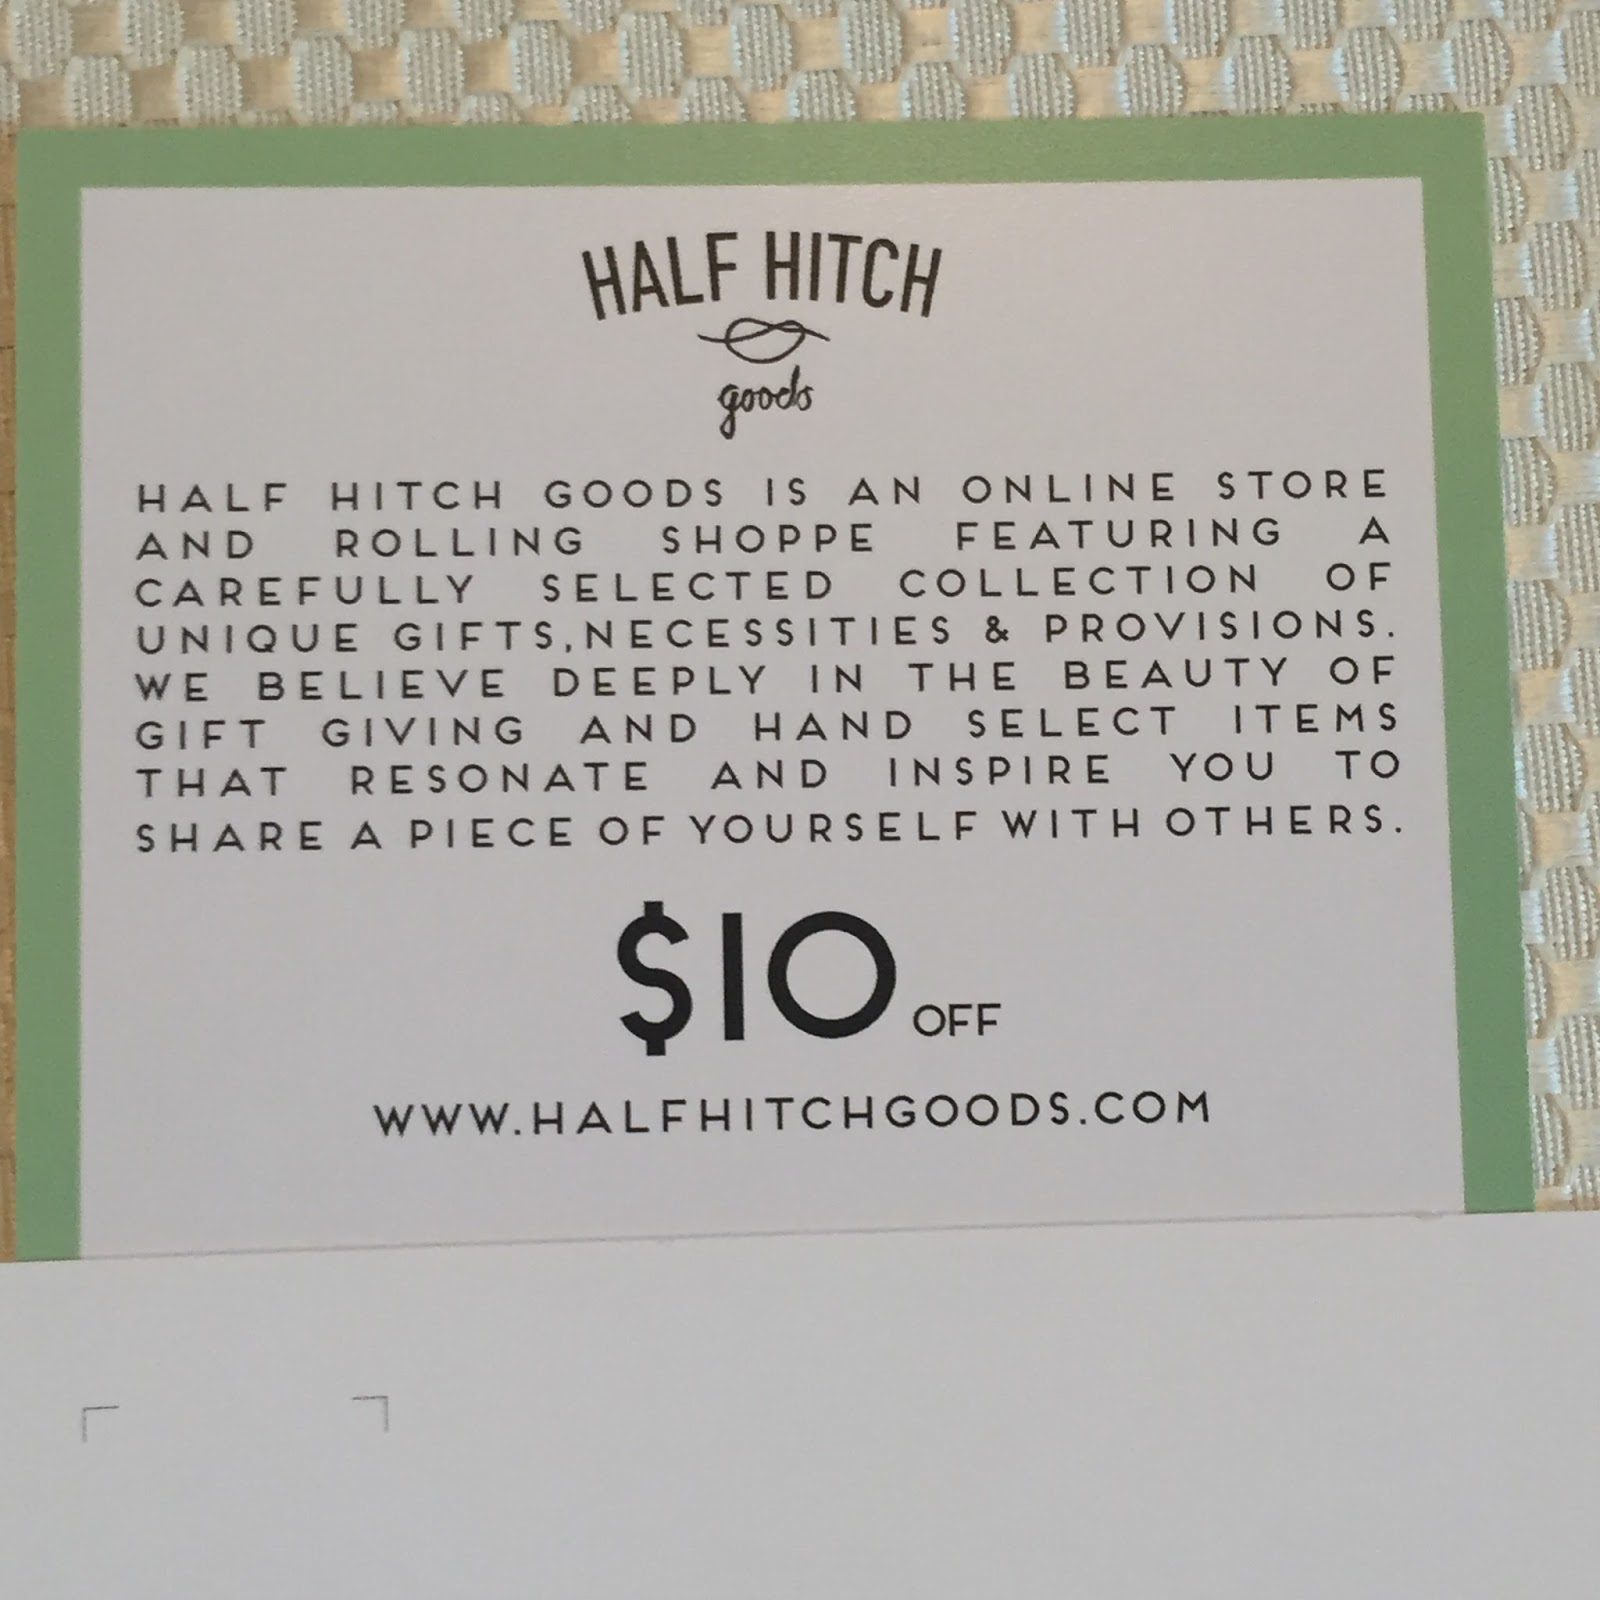 HALF HITCH
goods
HALF HITCH GOODS IS AN ONLINE STORE
AND ROLLING SHOPPE FEATURING A
CAREFULLY SELECTED COLLECTION OF
UNIQUE GIFTS,NECESSITIES & PROVISIONS.
WE BELIEVE DEEPLY IN THE BEAUTY OF
GIFT GIVING AND HAND SELECT ITEMS
THAT RESONATE AND INSPIRE YOU TO
SHARE A PIECE OF YOURSELF WITH OTHERS.
$10 OFF
WWW.HALFHITCHGOODS.COM